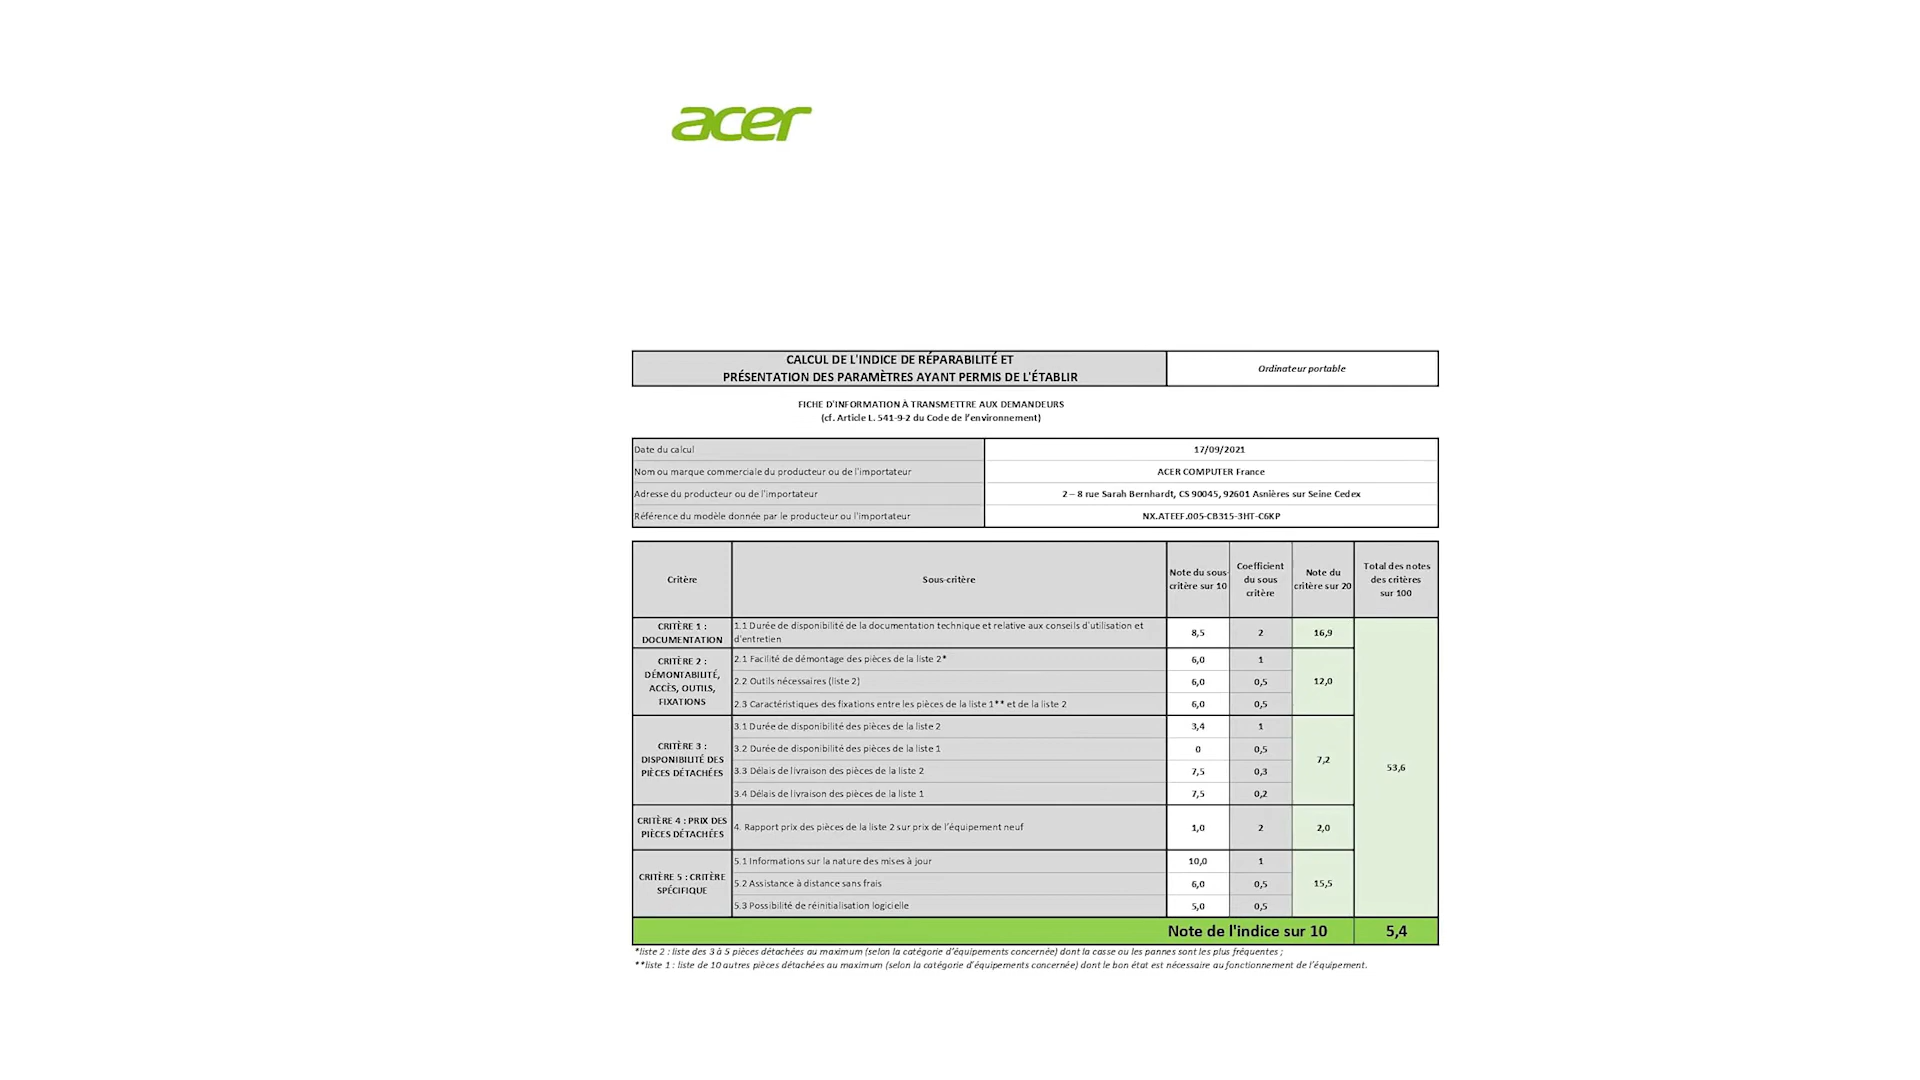 acer
CALCUL DE L'INDICE DE RÉPARABILITÉ ET
PRÉSENTATION DES PARAMÈTRES AYANT PERMIS DE L'ÉTABLIR
Ordinateur portable
FICHE D'INFORMATION À TRANSMETTRE AUX DEMANDEURS
(cf. Article L. 541-9-2 du Code de l'environnement)
Date du calcul 17/09/2021
Nom ou marque commerciale du producteur ou de l'importateur ACER COMPUTER France
Adresse du producteur ou de l'importateur 2 – 8 rue Sarah Bernhardt, CS 90045, 92601 Asnières sur Seine Cedex
Référence du modèle donnée par le producteur ou l'importateur NX.ATEEF.005-CB315-3HT-C6KP
Critère
Sous-critère
Note du sous-
critère sur 10
Coefficient
du sous
critère
Note du
critère sur 20
Total des notes
des critères
sur 100
CRITÈRE 1 :
DOCUMENTATION
1.1 Durée de disponibilité de la documentation technique et relative aux conseils d'utilisation et
d'entretien
8,5 2 16,9
CRITÈRE 2 :
DÉMONTABILITÉ,
ACCÈS, OUTILS,
FIXATIONS
2.1 Facilité de démontage des pièces de la liste 2* 6,0 1
2.2 Outils nécessaires (liste 2) 6,0 0,5 12,0
2.3 Caractéristiques des fixations entre les pièces de la liste 1** et de la liste 2 6,0 0,5
CRITÈRE 3 :
DISPONIBILITÉ DES
PIÈCES DÉTACHÉES
3.1 Durée de disponibilité des pièces de la liste 2 3,4 1
3.2 Durée de disponibilité des pièces de la liste 1 0 0,5
7,2
53,6
3.3 Délais de livraison des pièces de la liste 2 7,5 0,3
3.4 Délais de livraison des pièces de la liste 1 7,5 0,2
CRITÈRE 4 : PRIX DES
PIÈCES DÉTACHÉES
4. Rapport prix des pièces de la liste 2 sur prix de l'équipement neuf 1,0 2 2,0
CRITÈRE 5 : CRITÈRE
SPÉCIFIQUE
5.1 Informations sur la nature des mises à jour 10,0 1
5.2 Assistance à distance sans frais 6,0 0,5 15,5
5.3 Possibilité de réinitialisation logicielle 5,0 0,5
Note de l'indice sur 10 5,4
*liste 2 : liste des 3 à 5 pièces détachées au maximum (selon la catégorie d'équipements concernée) dont la casse ou les pannes sont les plus fréquentes ;
**liste 1 : liste de 10 autres pièces détachées au maximum (selon la catégorie d'équipements concernée) dont le bon état est nécessaire au fonctionnement de l'équipement.